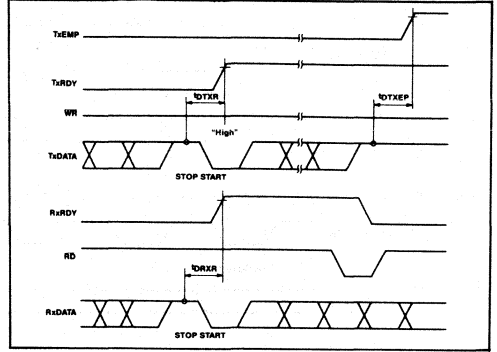 TxEMP
TxRDY
tDTXR
tDTXEP
WR
"High"
TxDATA
STOP START
RxRDY
RD
tDRXR
RxDATA
STOP START